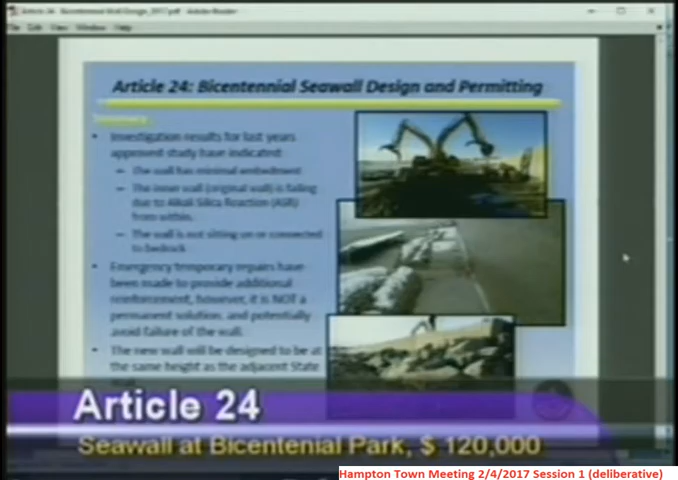 Article 24: Bicentennial Seawall Design and Permitting
Summary
• Investigation results for last years
approved study have indicated:
– The wall has minimal embedment
– The inner wall (original wall) is failing
due to Alkali Silica Reaction (ASR)
from within.
– The wall is not sitting on or connected
to bedrock
• Emergency temporary repairs have
been made to provide additional
reinforcement, however, it is NOT a
permanent solution, and potentially
avoid failure of the wall.
• The new wall will be designed to be at
the same height as the adjacent State
Article 24
Seawall at Bicentenial Park, $ 120,000
Hampton Town Meeting 2/4/2017 Session 1 (deliberative)